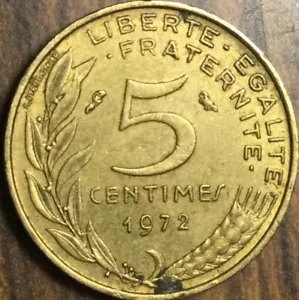 LIBERTE · EGALITE
· FRATERNITE ·
5
CENTIMES
1972